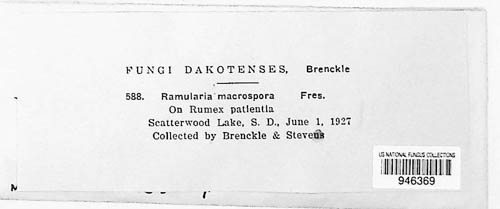 FUNGI DAKOTENSES, Brenckle
588. Ramularia macrospora Fres.
On Rumex patientia
Scatterwood Lake, S. D., June 1, 1927
Collected by Brenckle & Stevens
US NATIONAL FUNGUS COLLECTIONS
946369